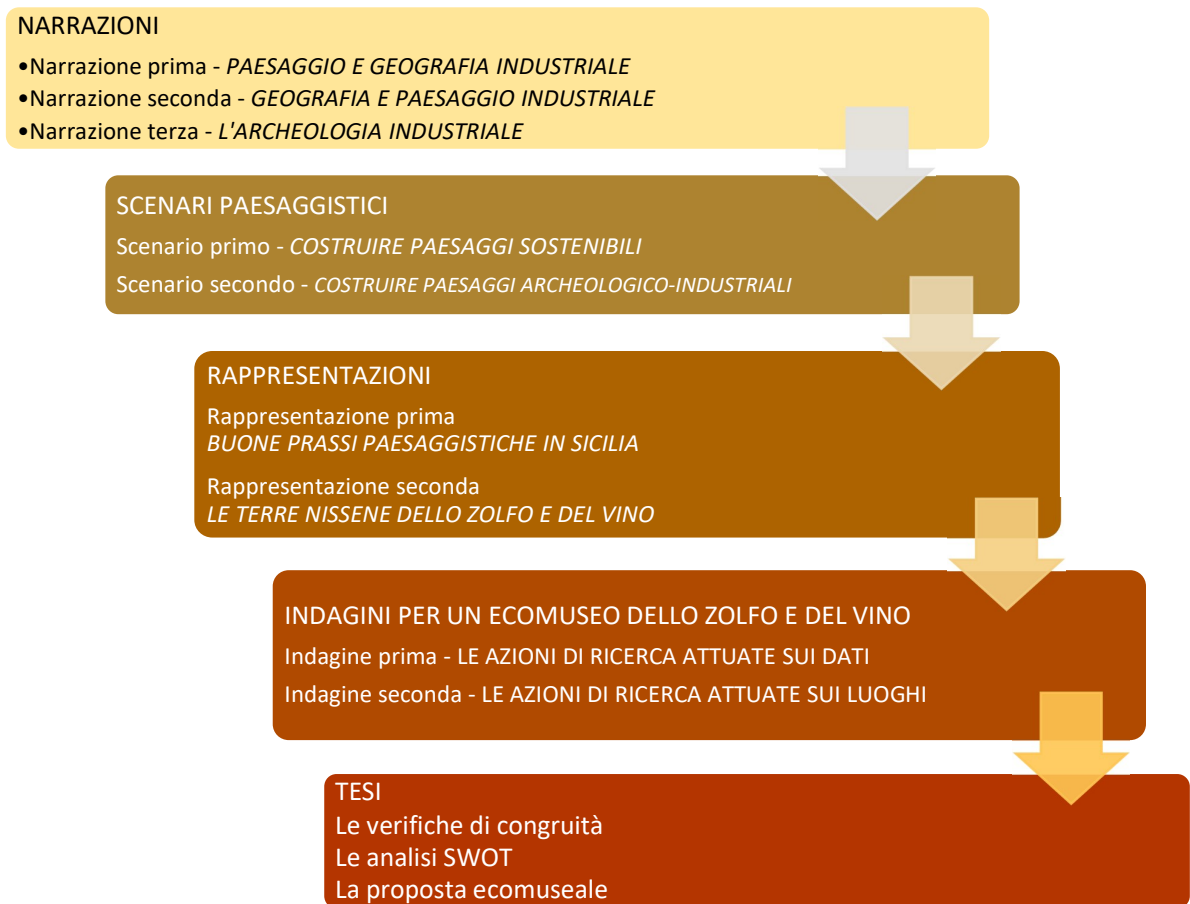 NARRAZIONI
•Narrazione prima - PAESAGGIO E GEOGRAFIA INDUSTRIALE
•Narrazione seconda - GEOGRAFIA E PAESAGGIO INDUSTRIALE
•Narrazione terza - L'ARCHEOLOGIA INDUSTRIALE
SCENARI PAESAGGISTICI
Scenario primo - COSTRUIRE PAESAGGI SOSTENIBILI
Scenario secondo - COSTRUIRE PAESAGGI ARCHEOLOGICO-INDUSTRIALI
RAPPRESENTAZIONI
Rappresentazione prima
BUONE PRASSI PAESAGGISTICHE IN SICILIA
Rappresentazione seconda
LE TERRE NISSENE DELLO ZOLFO E DEL VINO
INDAGINI PER UN ECOMUSEO DELLO ZOLFO E DEL VINO
Indagine prima - LE AZIONI DI RICERCA ATTUATE SUI DATI
Indagine seconda - LE AZIONI DI RICERCA ATTUATE SUI LUOGHI
TESI
Le verifiche di congruità
Le analisi SWOT
La proposta ecomuseale